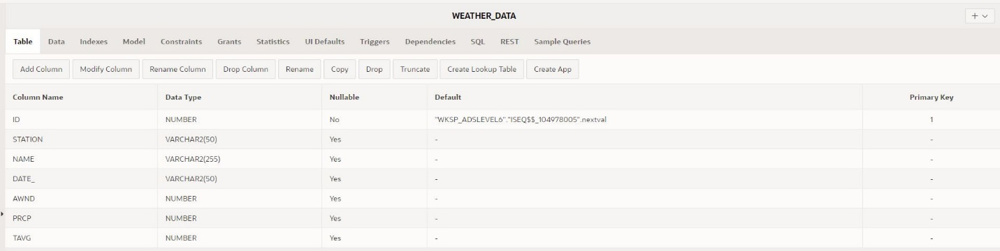 WEATHER_DATA
+
Table Data Indexes Model Constraints Grants Statistics UI Defaults Triggers Dependencies SQL REST Sample Queries
Add Column Modify Column Rename Column Drop Column Rename Copy Drop Truncate Create Lookup Table Create App
Column Name Data Type Nullable Default Primary Key
ID NUMBER No "WKSP_ADSLEVEL6"."ISEQ$$_104978005".nextval 1
STATION VARCHAR2(50) Yes - -
NAME VARCHAR2(255) Yes - -
DATE_ VARCHAR2(50) Yes - -
AWND NUMBER Yes - -
PRCP NUMBER Yes - -
TAVG NUMBER Yes - -